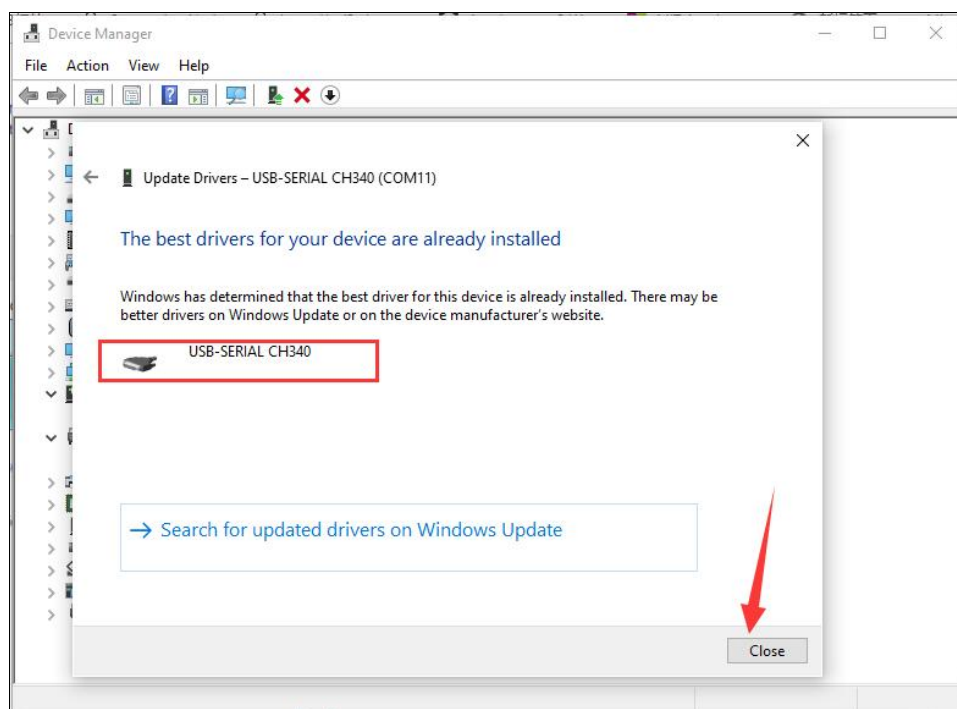 Device Manager
File Action View Help
Update Drivers – USB-SERIAL CH340 (COM11)
The best drivers for your device are already installed
Windows has determined that the best driver for this device is already installed. There may be
better drivers on Windows Update or on the device manufacturer's website.
USB-SERIAL CH340
Search for updated drivers on Windows Update
Close